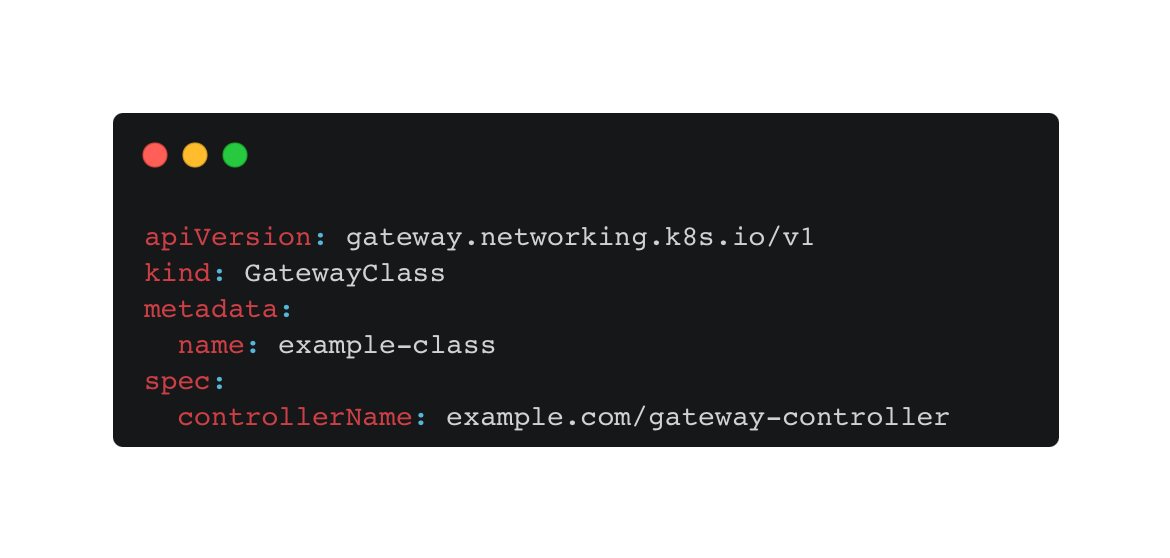 apiVersion: gateway.networking.k8s.io/v1
kind: GatewayClass
metadata:
  name: example-class
spec:
  controllerName: example.com/gateway-controller